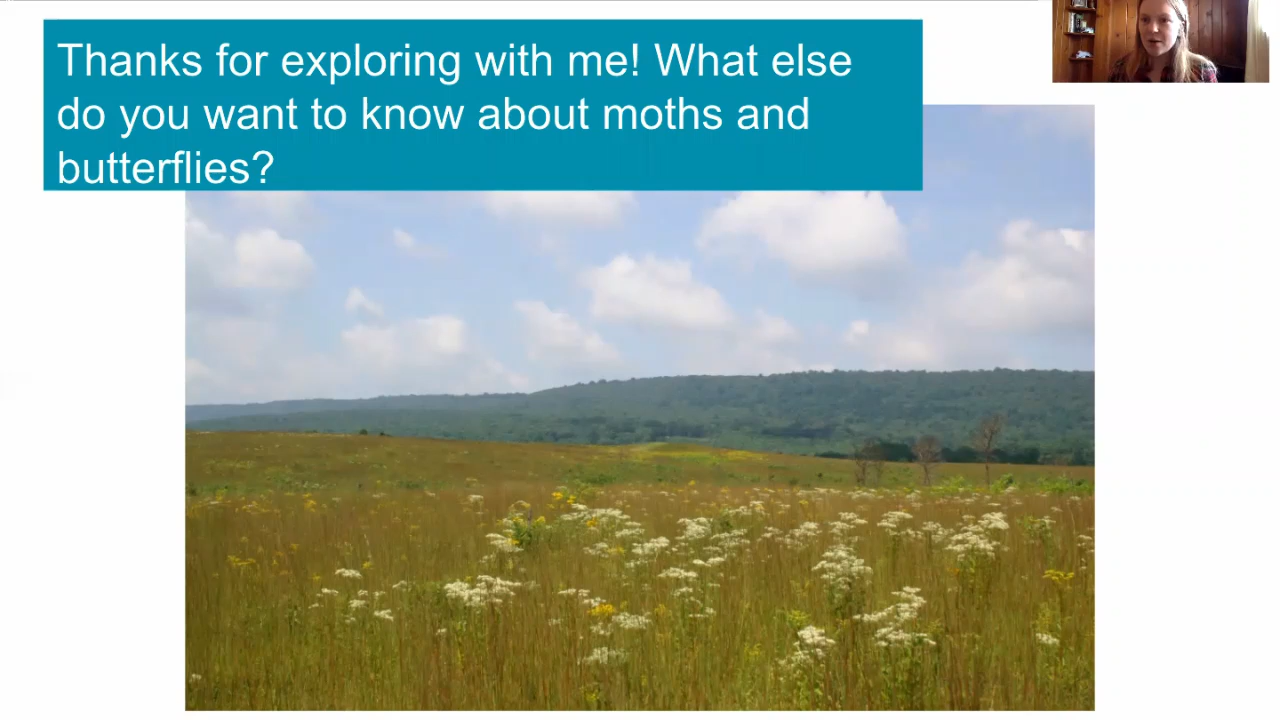 Thanks for exploring with me! What else
do you want to know about moths and
butterflies?